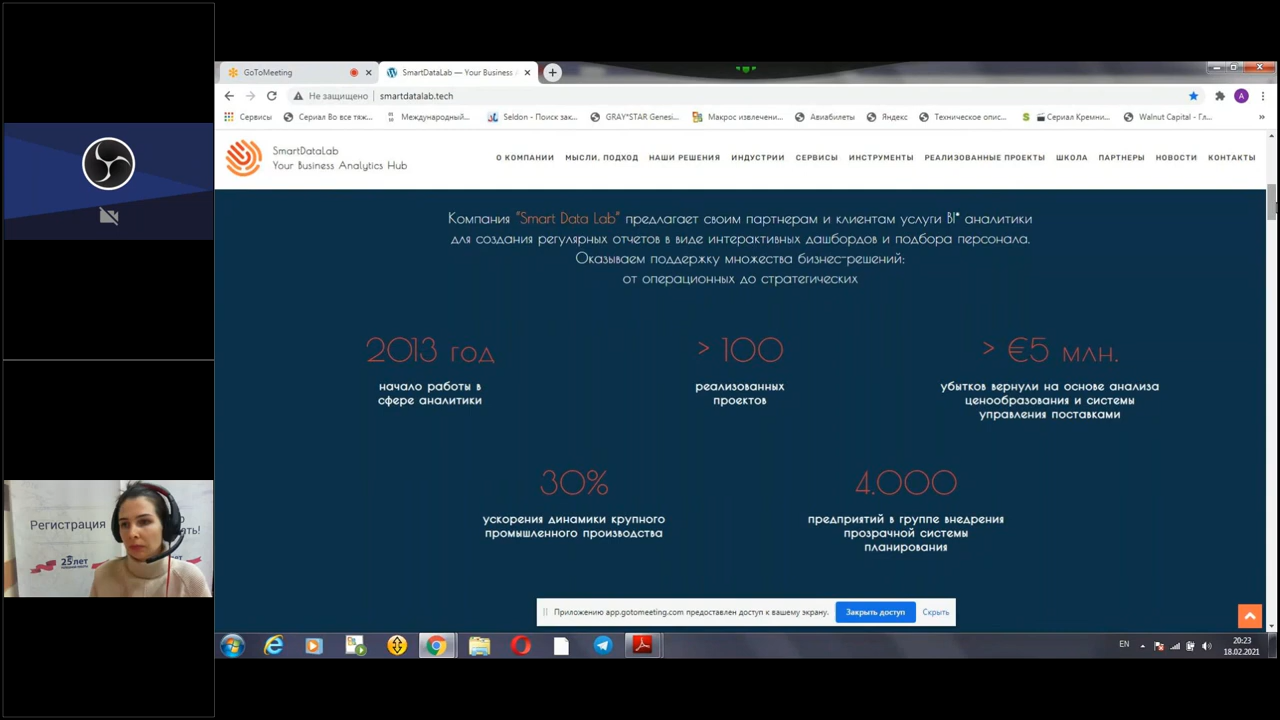 GoToMeeting
SmartDataLab — Your Business
Не защищено
smartdatalab.tech
Сервисы
Сериал Во все тяж...
Международный...
Seldon - Поиск зак...
GRAY*STAR Genesi...
Макрос извлечени...
Авиабилеты
Яндекс
Техническое опис...
Сериал Кремни...
Walnut Capital - Гл...
SmartDataLab
Your Business Analytics Hub
О КОМПАНИИ
МЫСЛИ, ПОДХОД
НАШИ РЕШЕНИЯ
ИНДУСТРИИ
СЕРВИСЫ
ИНСТРУМЕНТЫ
РЕАЛИЗОВАННЫЕ ПРОЕКТЫ
ШКОЛА
ПАРТНЕРЫ
НОВОСТИ
КОНТАКТЫ
Компания "Smart Data Lab" предлагает своим партнерам и клиентам услуги BI* аналитики
для создания регулярных отчетов в виде интерактивных дашбордов и подбора персонала.
Оказываем поддержку множества бизнес-решений:
от операционных до стратегических
2013 год
начало работы в
сфере аналитики
> 100
реализованных
проектов
> €5 млн.
убытков вернули на основе анализа
ценообразования и системы
управления поставками
30%
ускорения динамики крупного
промышленного производства
4.000
предприятий в группе внедрения
прозрачной системы
планирования
Приложению app.gotomeeting.com предоставлен доступ к вашему экрану.
Закрыть доступ
Скрыть
Регистрация
25 лет
EN
20:23
18.02.2021